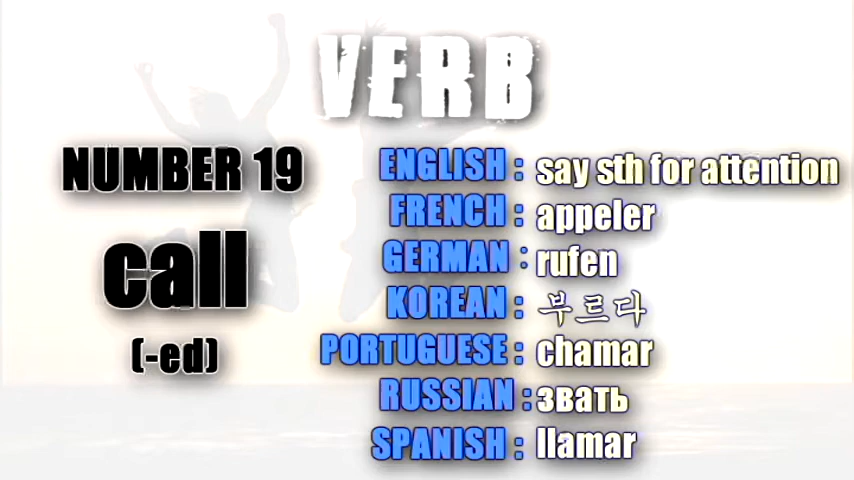 VERB
NUMBER 19
call
(-ed)
ENGLISH : say sth for attention
FRENCH : appeler
GERMAN : rufen
KOREAN : 부르다
PORTUGUESE : chamar
RUSSIAN : звать
SPANISH : llamar